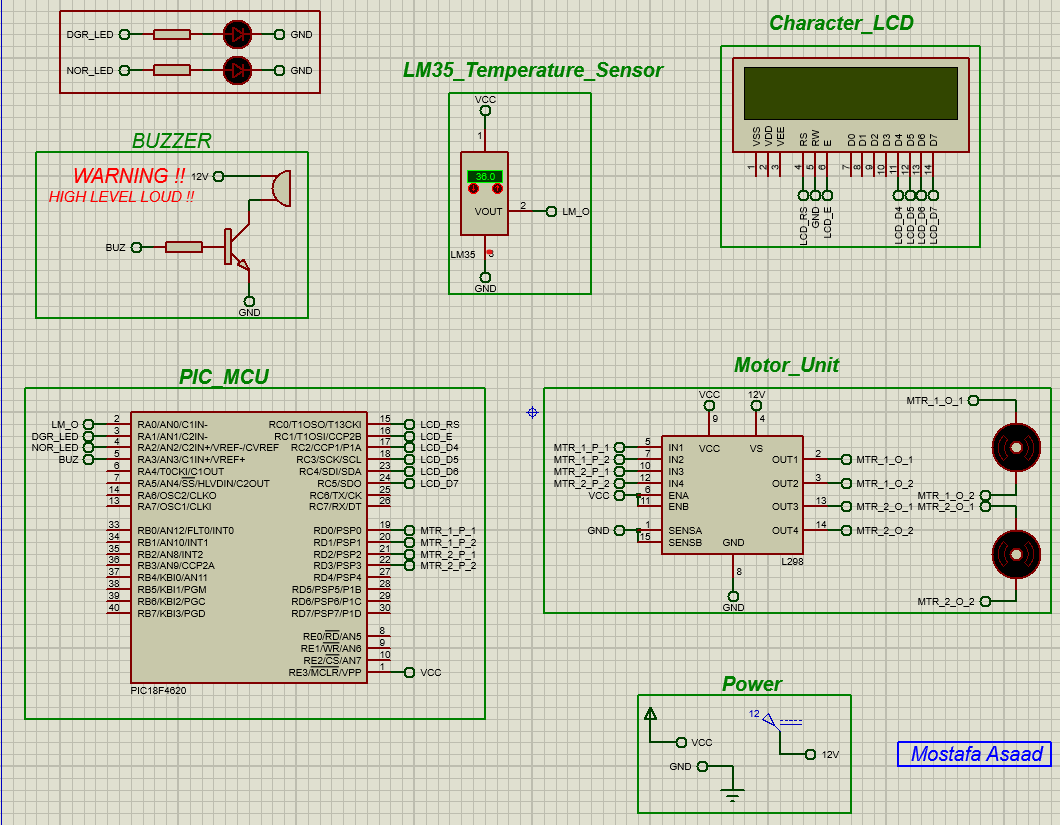 DGR_LED GND
NOR_LED GND
BUZZER
WARNING !!
HIGH LEVEL LOUD !!
12V
BUZ
GND
LM35_Temperature_Sensor
VCC
1
36.0
VOUT 2 LM_O
LM35
GND
Character_LCD
VSS VDD VEE RS RW E D0 D1 D2 D3 D4 D5 D6 D7
1 2 3 4 5 6 7 8 9 10 11 12 13 14
LCD_RS GND LCD_E LCD_D4 LCD_D5 LCD_D6 LCD_D7
PIC_MCU
LM_O 2 RA0/AN0/C1IN- RC0/T1OSO/T13CKI 15 LCD_RS
DGR_LED 3 RA1/AN1/C2IN- RC1/T1OSI/CCP2B 16 LCD_E
NOR_LED 4 RA2/AN2/C2IN+/VREF-/CVREF RC2/CCP1/P1A 17 LCD_D4
BUZ 5 RA3/AN3/C1IN+/VREF+ RC3/SCK/SCL 18 LCD_D5
6 RA4/T0CKI/C1OUT RC4/SDI/SDA 23 LCD_D6
7 RA5/AN4/SS/HLVDIN/C2OUT RC5/SDO 24 LCD_D7
14 RA6/OSC2/CLKO RC6/TX/CK 25
13 RA7/OSC1/CLKI RC7/RX/DT 26
33 RB0/AN12/FLT0/INT0 RD0/PSP0 19 MTR_1_P_1
34 RB1/AN10/INT1 RD1/PSP1 20 MTR_1_P_2
35 RB2/AN8/INT2 RD2/PSP2 21 MTR_2_P_1
36 RB3/AN9/CCP2A RD3/PSP3 22 MTR_2_P_2
37 RB4/KBI0/AN11 RD4/PSP4 27
38 RB5/KBI1/PGM RD5/PSP5/P1B 28
39 RB6/KBI2/PGC RD6/PSP6/P1C 29
40 RB7/KBI3/PGD RD7/PSP7/P1D 30
RE0/RD/AN5 8
RE1/WR/AN6 9
RE2/CS/AN7 10
RE3/MCLR/VPP 1 VCC
PIC18F4620
Motor_Unit
VCC 12V MTR_1_O_1
9 4
VCC VS
MTR_1_P_1 5 IN1
MTR_1_P_2 7 IN2 OUT1 2 MTR_1_O_1
MTR_2_P_1 10 IN3
MTR_2_P_2 12 IN4 OUT2 3 MTR_1_O_2
VCC 6 ENA MTR_1_O_2
11 ENB OUT3 13 MTR_2_O_1 MTR_2_O_1
GND 1 SENSA OUT4 14 MTR_2_O_2
15 SENSB GND
L298
8
GND
MTR_2_O_2
Power
12
VCC
12V
GND
Mostafa Asaad